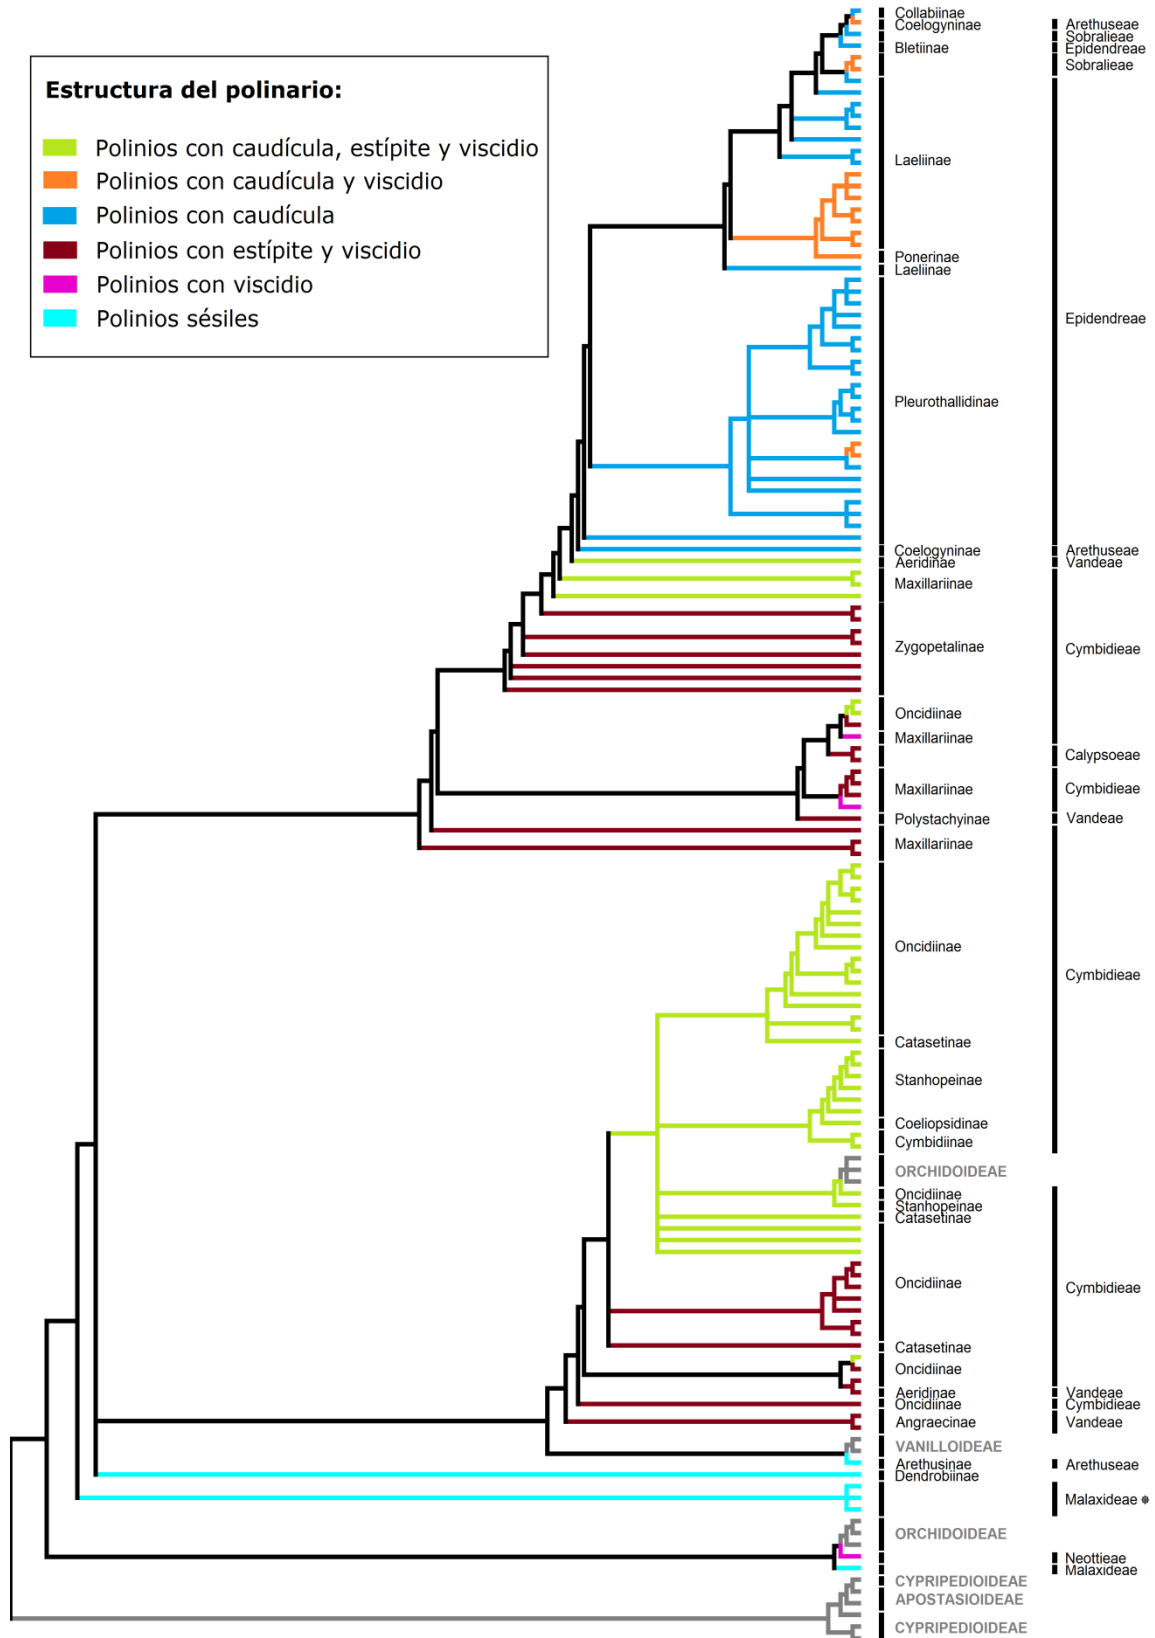 Estructura del polinario:
Polinios con caudícula, estípite y viscidio
Polinios con caudícula y viscidio
Polinios con caudícula
Polinios con estípite y viscidio
Polinios con viscidio
Polinios sésiles
Collabiinae
Coelogyninae Arethuseae
Sobralieae
Bletiinae Epidendreae
Sobralieae
Laeliinae
Ponerinae
Laeliinae
Epidendreae
Pleurothallidinae
Coelogyninae Arethuseae
Aeridinae Vandeae
Maxillariinae
Zygopetalinae Cymbidieae
Oncidiinae
Maxillariinae
Calypsoeae
Maxillariinae Cymbidieae
Polystachyinae Vandeae
Maxillariinae
Oncidiinae
Cymbidieae
Catasetinae
Stanhopeinae
Coeliopsidinae
Cymbidiinae
ORCHIDOIDEAE
Oncidiinae
Stanhopeinae
Catasetinae
Oncidiinae Cymbidieae
Catasetinae
Oncidiinae
Aeridinae Vandeae
Oncidiinae Cymbidieae
Angraecinae Vandeae
VANILLOIDEAE
Arethusinae Arethuseae
Dendrobiinae
Malaxideae *
ORCHIDOIDEAE
Neottieae
Malaxideae
CYPRIPEDIOIDEAE
APOSTASIOIDEAE
CYPRIPEDIOIDEAE